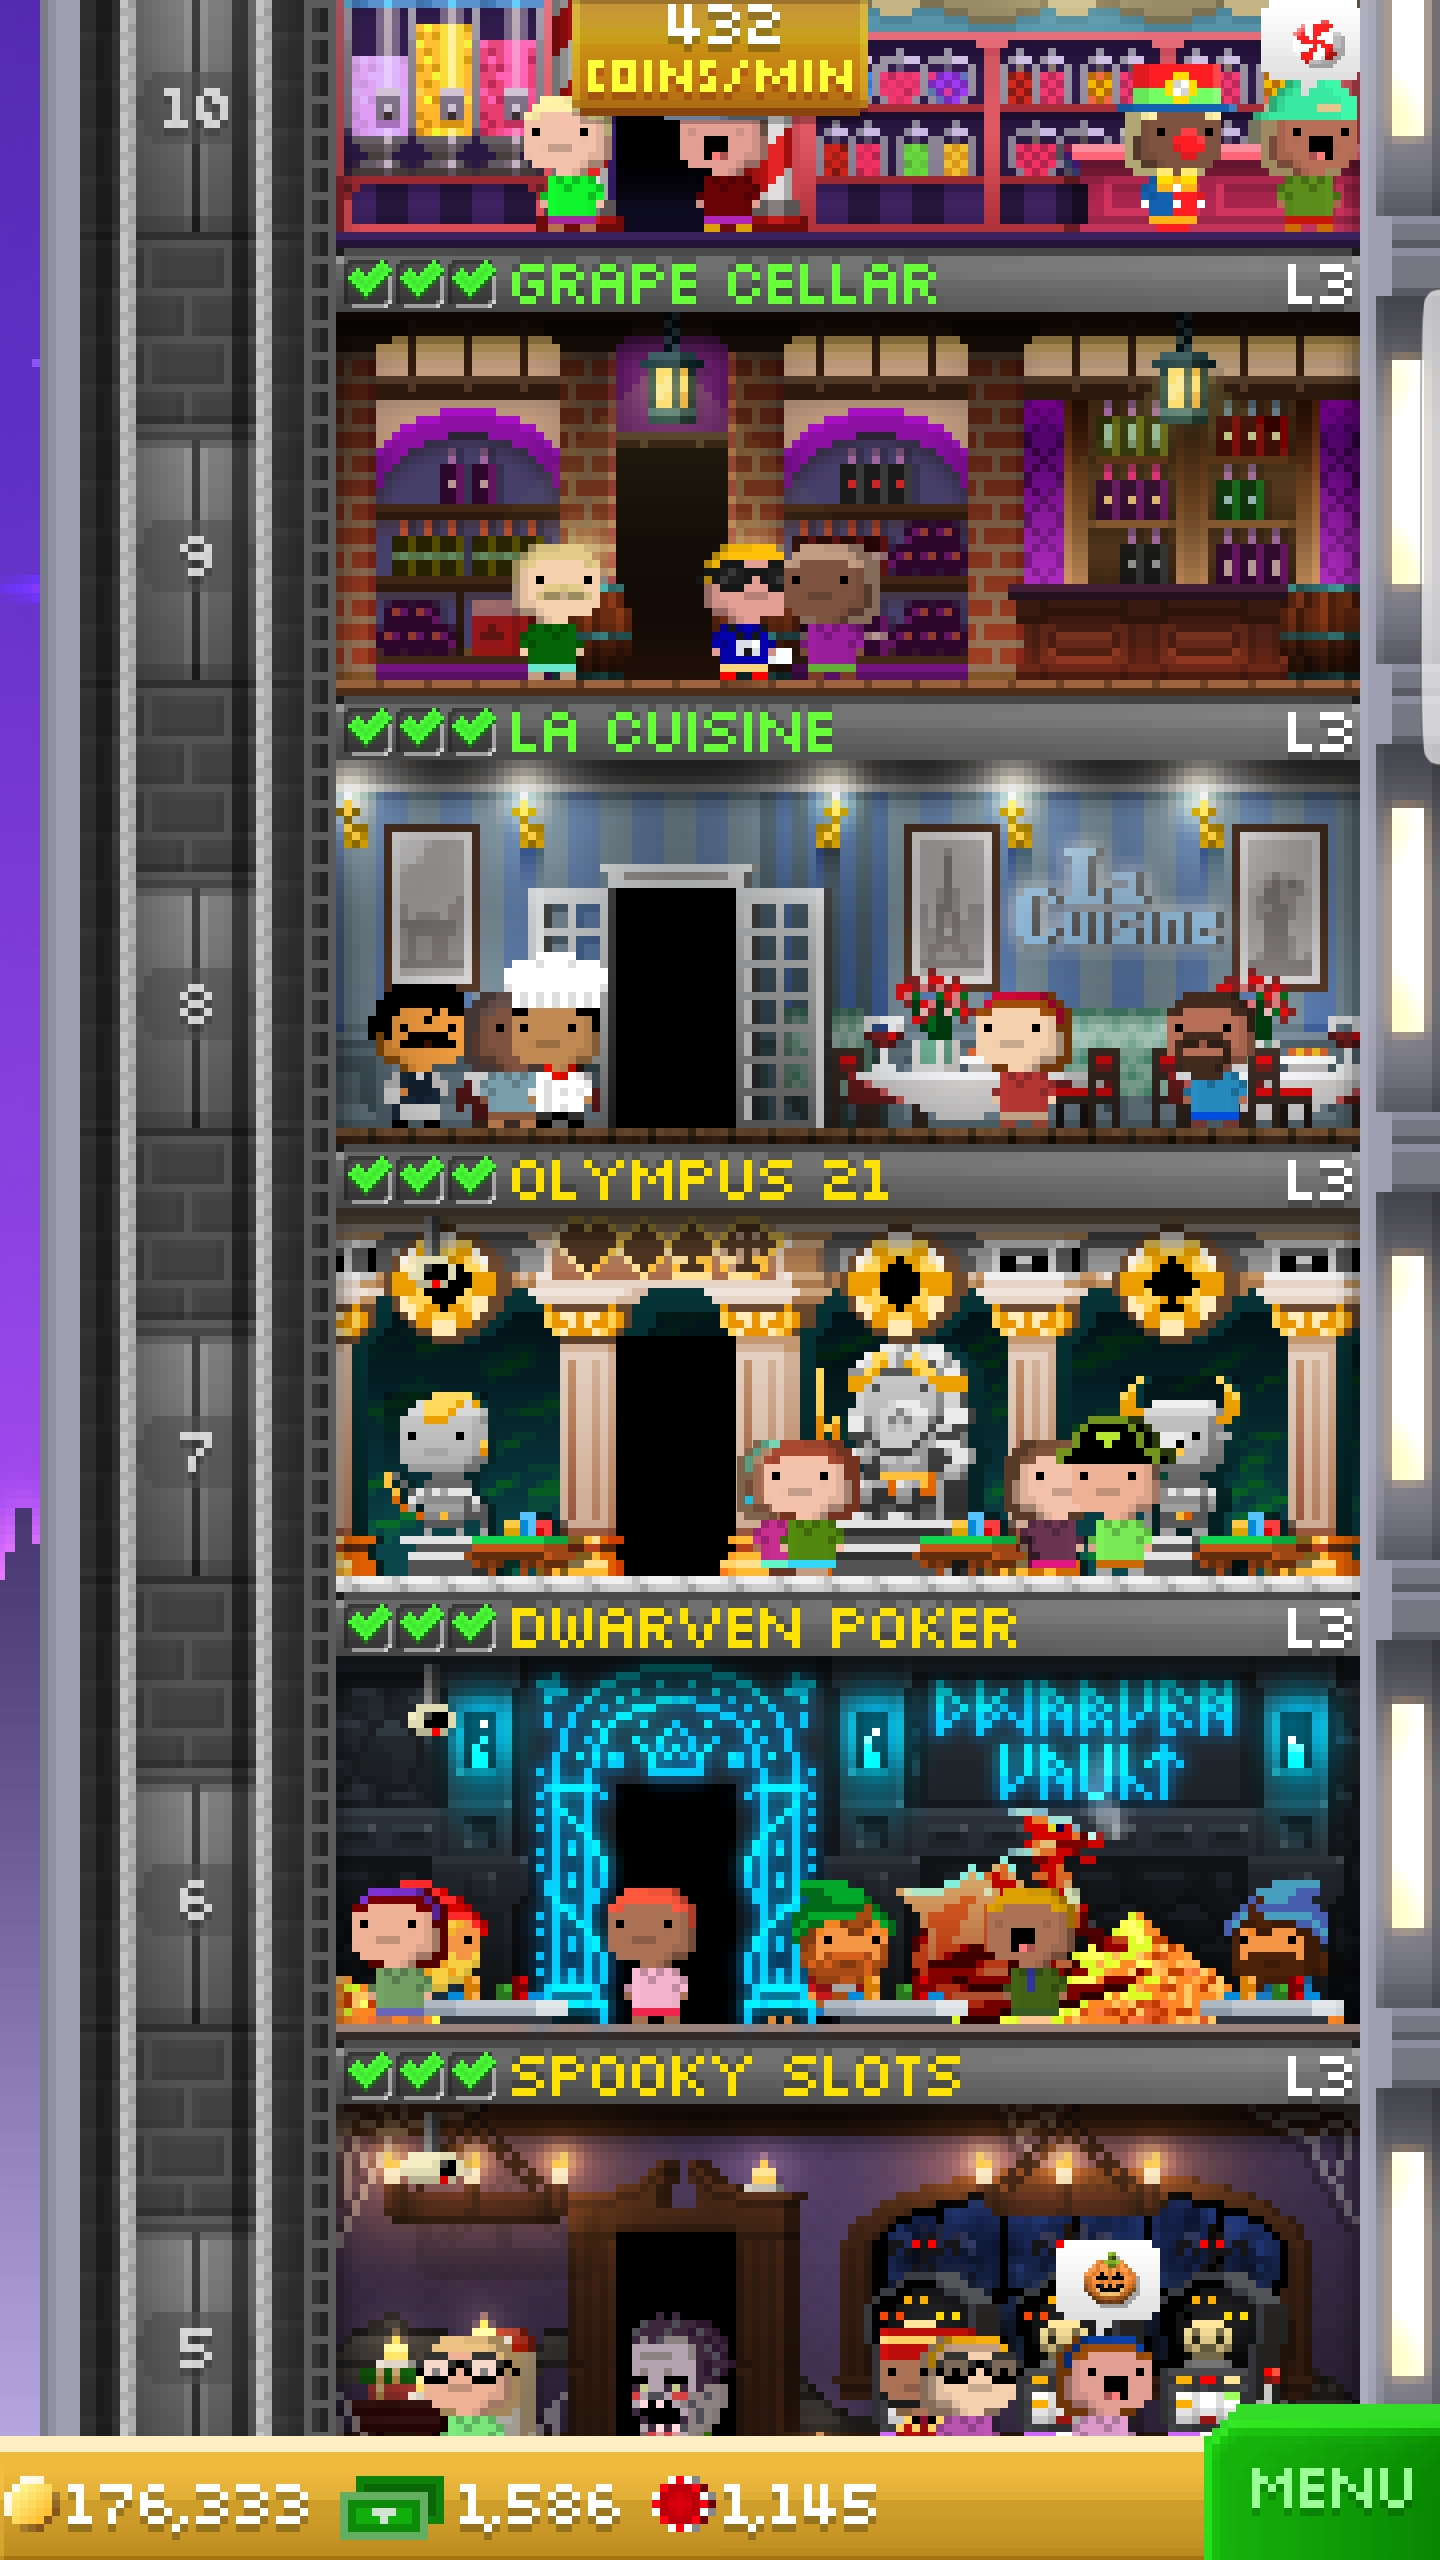 432
COINS/MIN
10
GRAPE CELLAR L3
9
LA CUISINE L3
La
Cuisine
8
OLYMPUS 21 L3
7
DWARVEN POKER L3
DWARVEN
VAULT
6
SPOOKY SLOTS L3
5
176,333 1,586 1,145
MENU